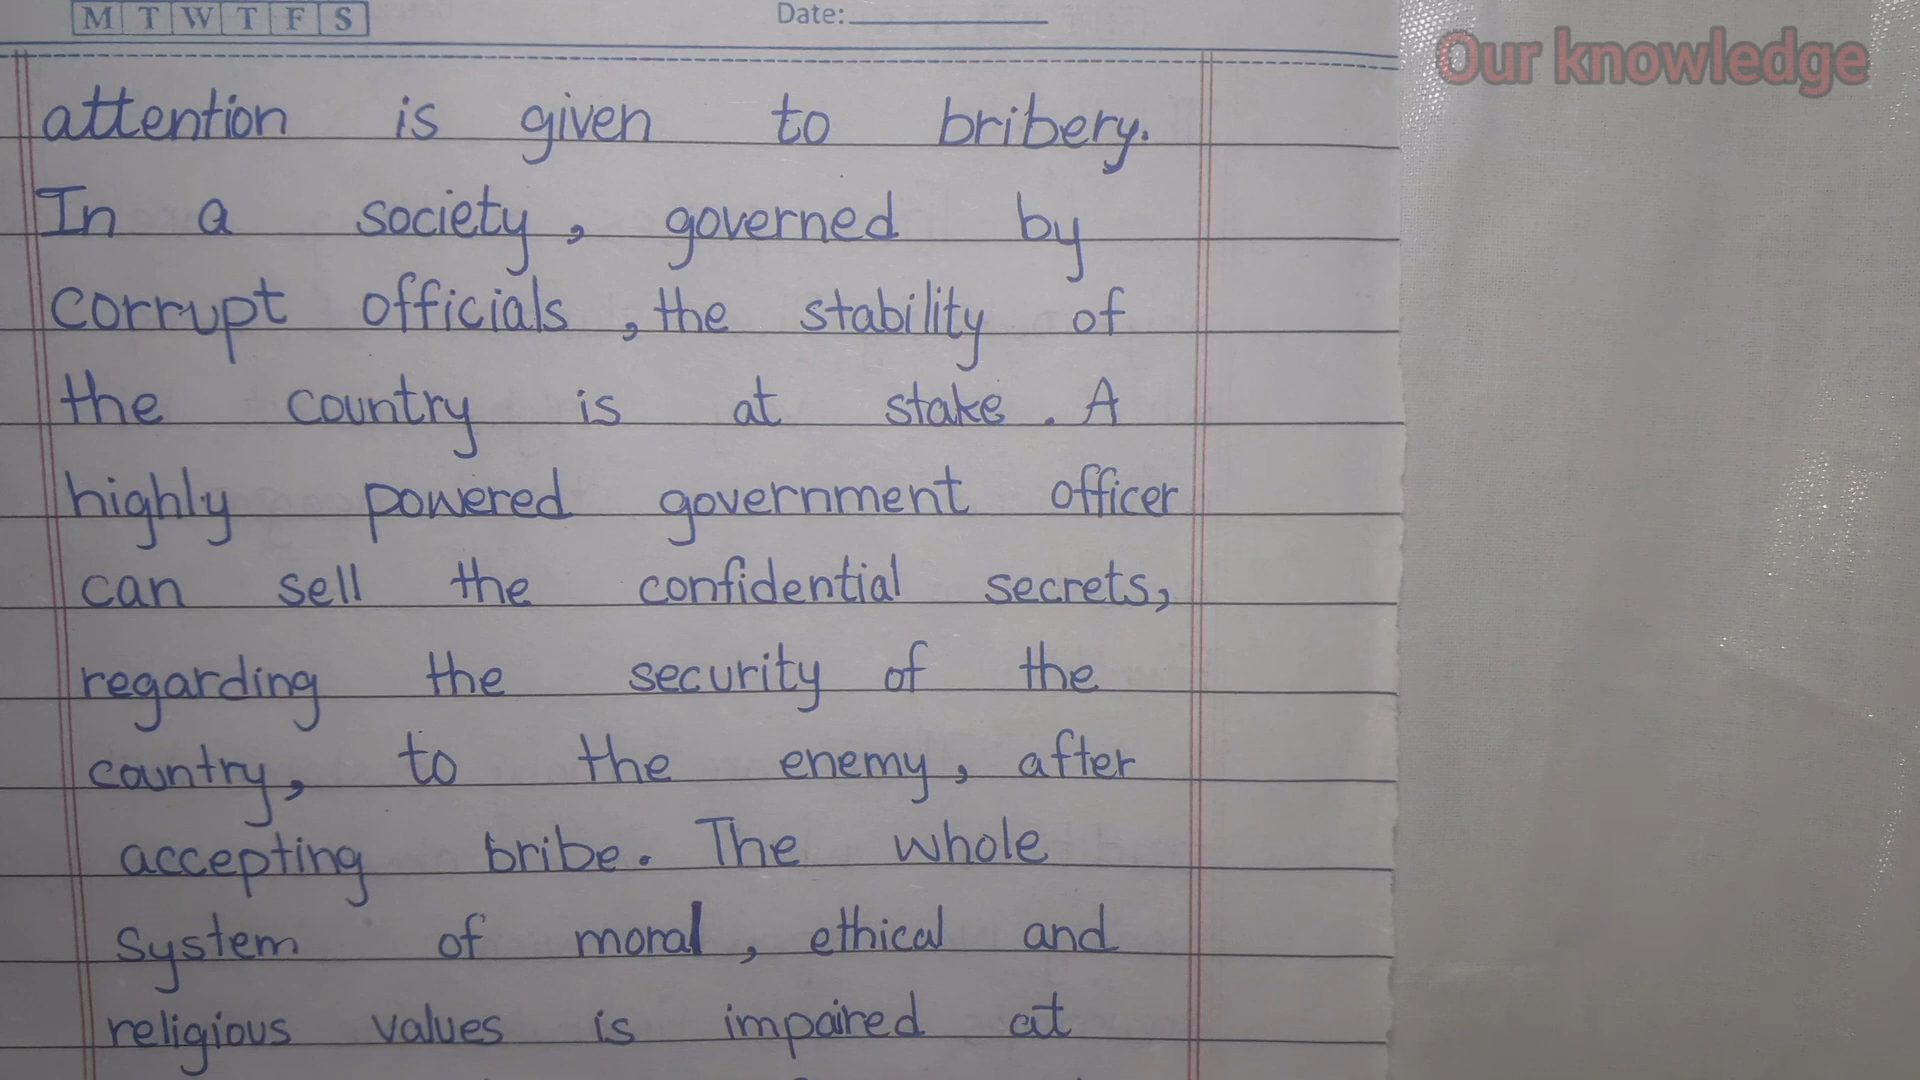 M T W T F S
Date:
Our knowledge
attention is given to bribery.
In a society, governed by
corrupt officials, the stability of
the country is at stake. A
highly powered government officer
can sell the confidential secrets,
regarding the security of the
country, to the enemy, after
accepting bribe. The whole
system of moral, ethical and
religious values is impaired at